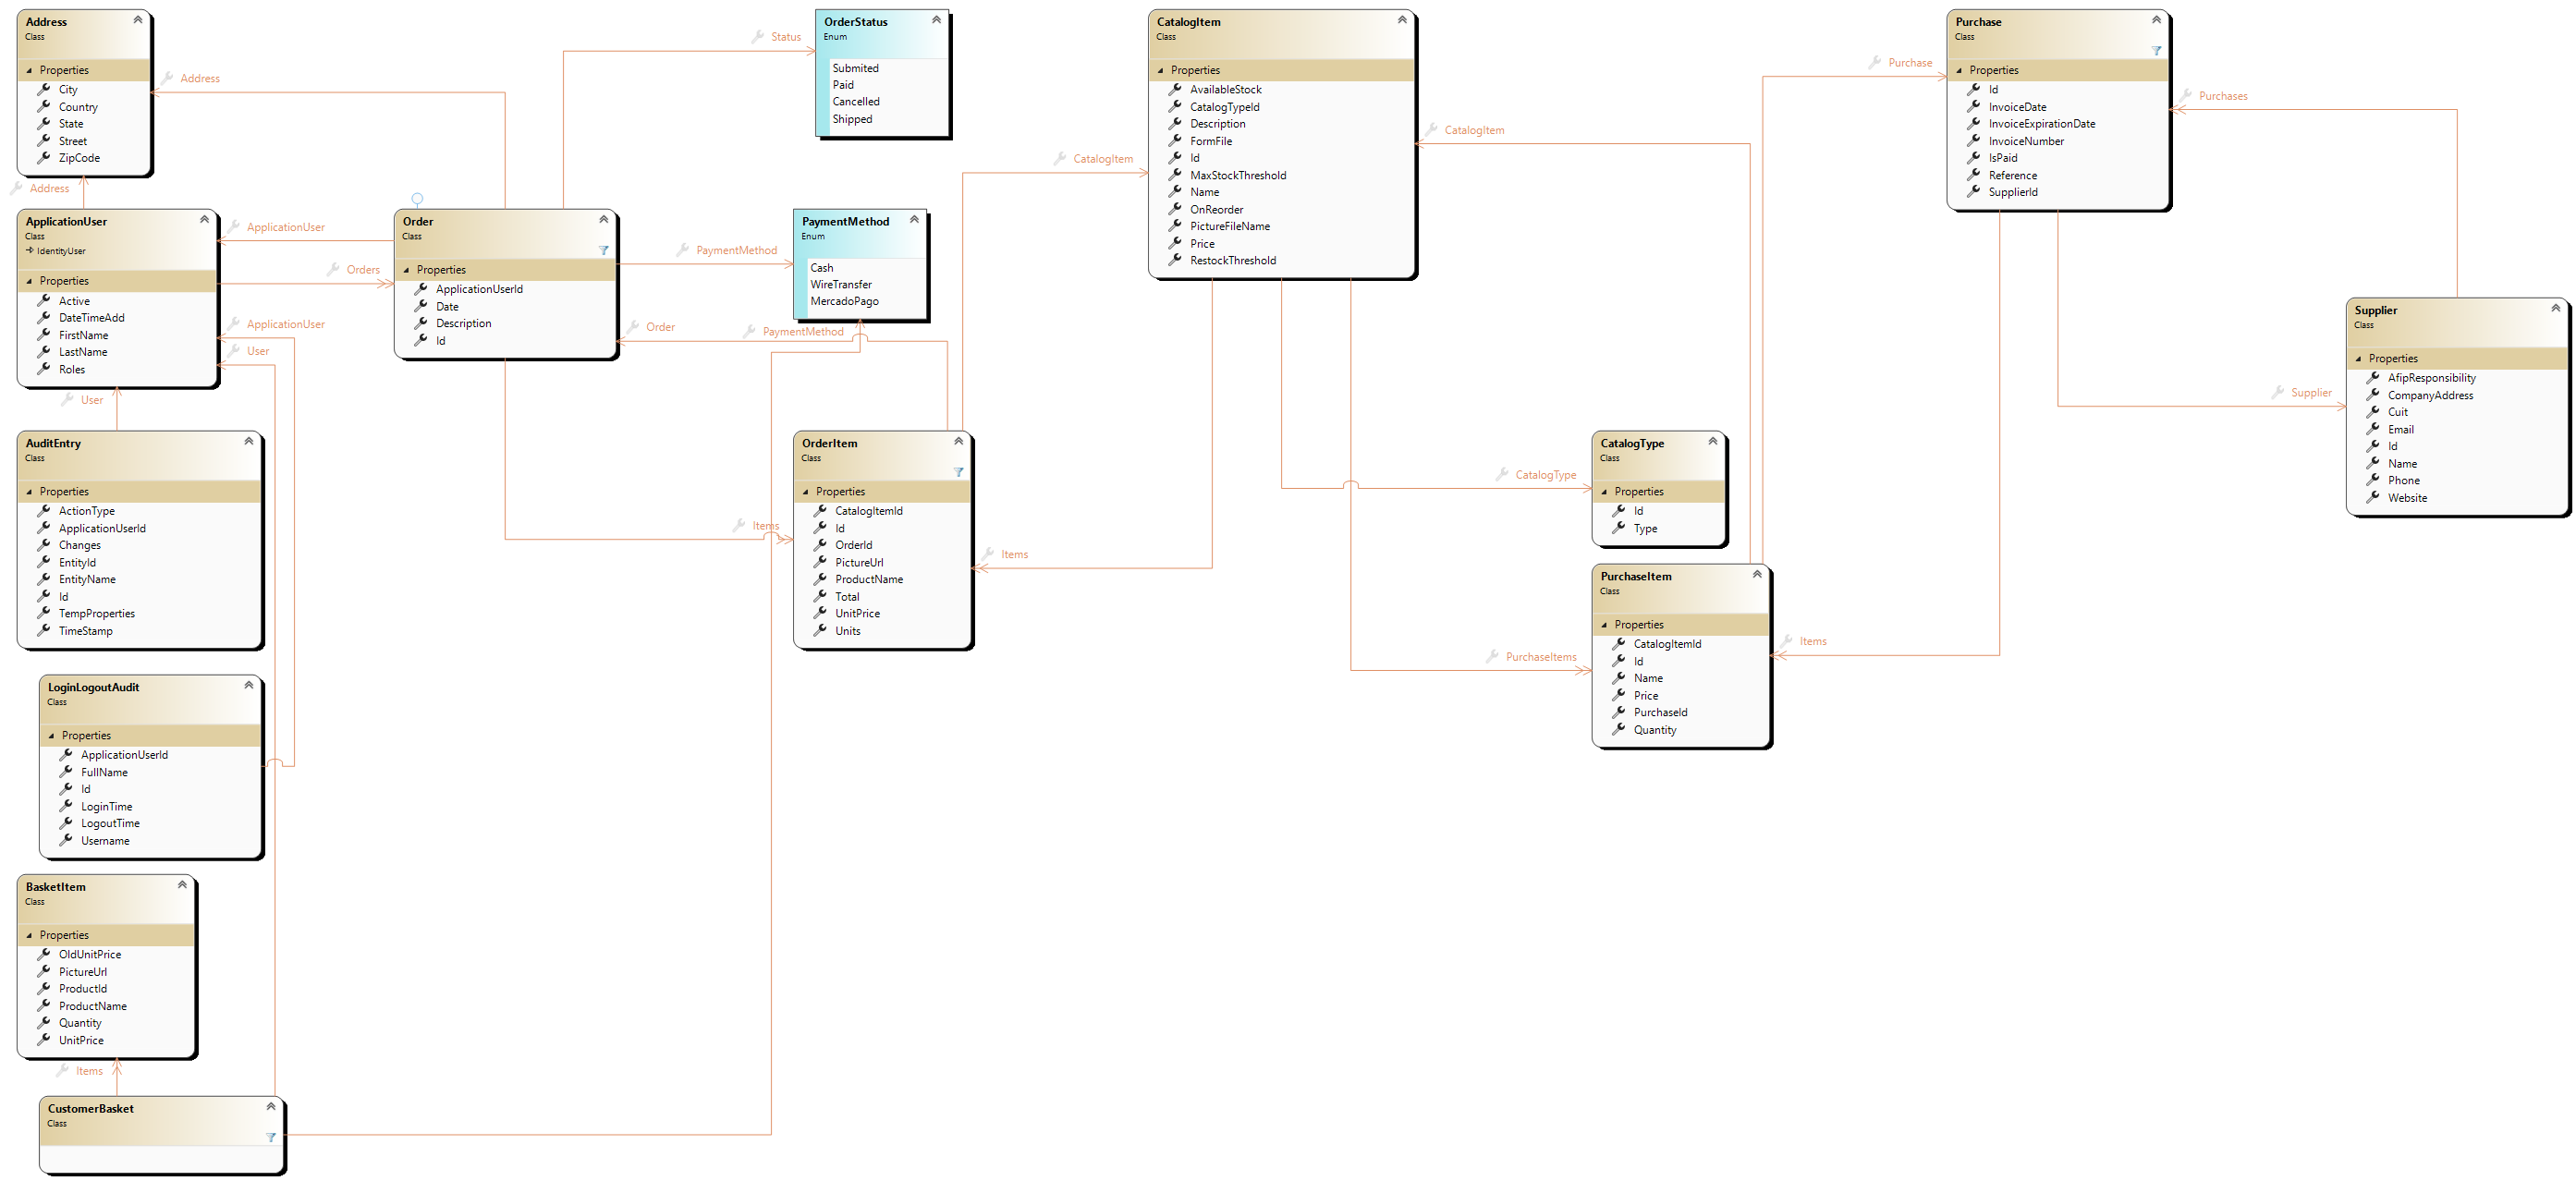 Address
Class
Properties
City
Country
State
Street
ZipCode
Address
Address
ApplicationUser
Class
IdentityUser
Properties
Active
DateTimeAdd
FirstName
LastName
Roles
ApplicationUser
Orders
ApplicationUser
User
User
AuditEntry
Class
Properties
ActionType
ApplicationUserId
Changes
EntityId
EntityName
Id
TempProperties
TimeStamp
LoginLogoutAudit
Class
Properties
ApplicationUserId
FullName
Id
LoginTime
LogoutTime
Username
BasketItem
Class
Properties
OldUnitPrice
PictureUrl
ProductId
ProductName
Quantity
UnitPrice
Items
CustomerBasket
Class
Order
Class
Properties
ApplicationUserId
Date
Description
Id
Status
OrderStatus
Enum
Submited
Paid
Cancelled
Shipped
PaymentMethod
PaymentMethod
Enum
Cash
WireTransfer
MercadoPago
Order
PaymentMethod
Items
OrderItem
Class
Properties
CatalogItemId
Id
OrderId
PictureUrl
ProductName
Total
UnitPrice
Units
CatalogItem
Items
CatalogItem
Class
Properties
AvailableStock
CatalogTypeId
Description
FormFile
Id
MaxStockThreshold
Name
OnReorder
PictureFileName
Price
RestockThreshold
CatalogItem
CatalogType
CatalogType
Class
Properties
Id
Type
PurchaseItems
PurchaseItem
Class
Properties
CatalogItemId
Id
Name
Price
PurchaseId
Quantity
Items
Purchase
Purchase
Class
Properties
Id
InvoiceDate
InvoiceExpirationDate
InvoiceNumber
IsPaid
Reference
SupplierId
Purchases
Supplier
Supplier
Class
Properties
AfipResponsibility
CompanyAddress
Cuit
Email
Id
Name
Phone
Website